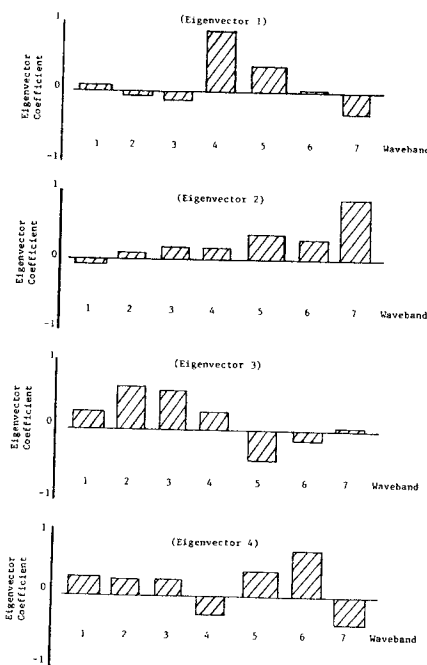 1
(Eigenvector 1)
Eigenvector
Coefficient
0
-1
1 2 3 4 5 6 7 Waveband
1
(Eigenvector 2)
Eigenvector
Coefficient
0
-1
1 2 3 4 5 6 7 Waveband
1
(Eigenvector 3)
Eigenvector
Coefficient
0
-1
1 2 3 4 5 6 7 Waveband
1
(Eigenvector 4)
Eigenvector
Coefficient
0
-1
1 2 3 4 5 6 7 Waveband